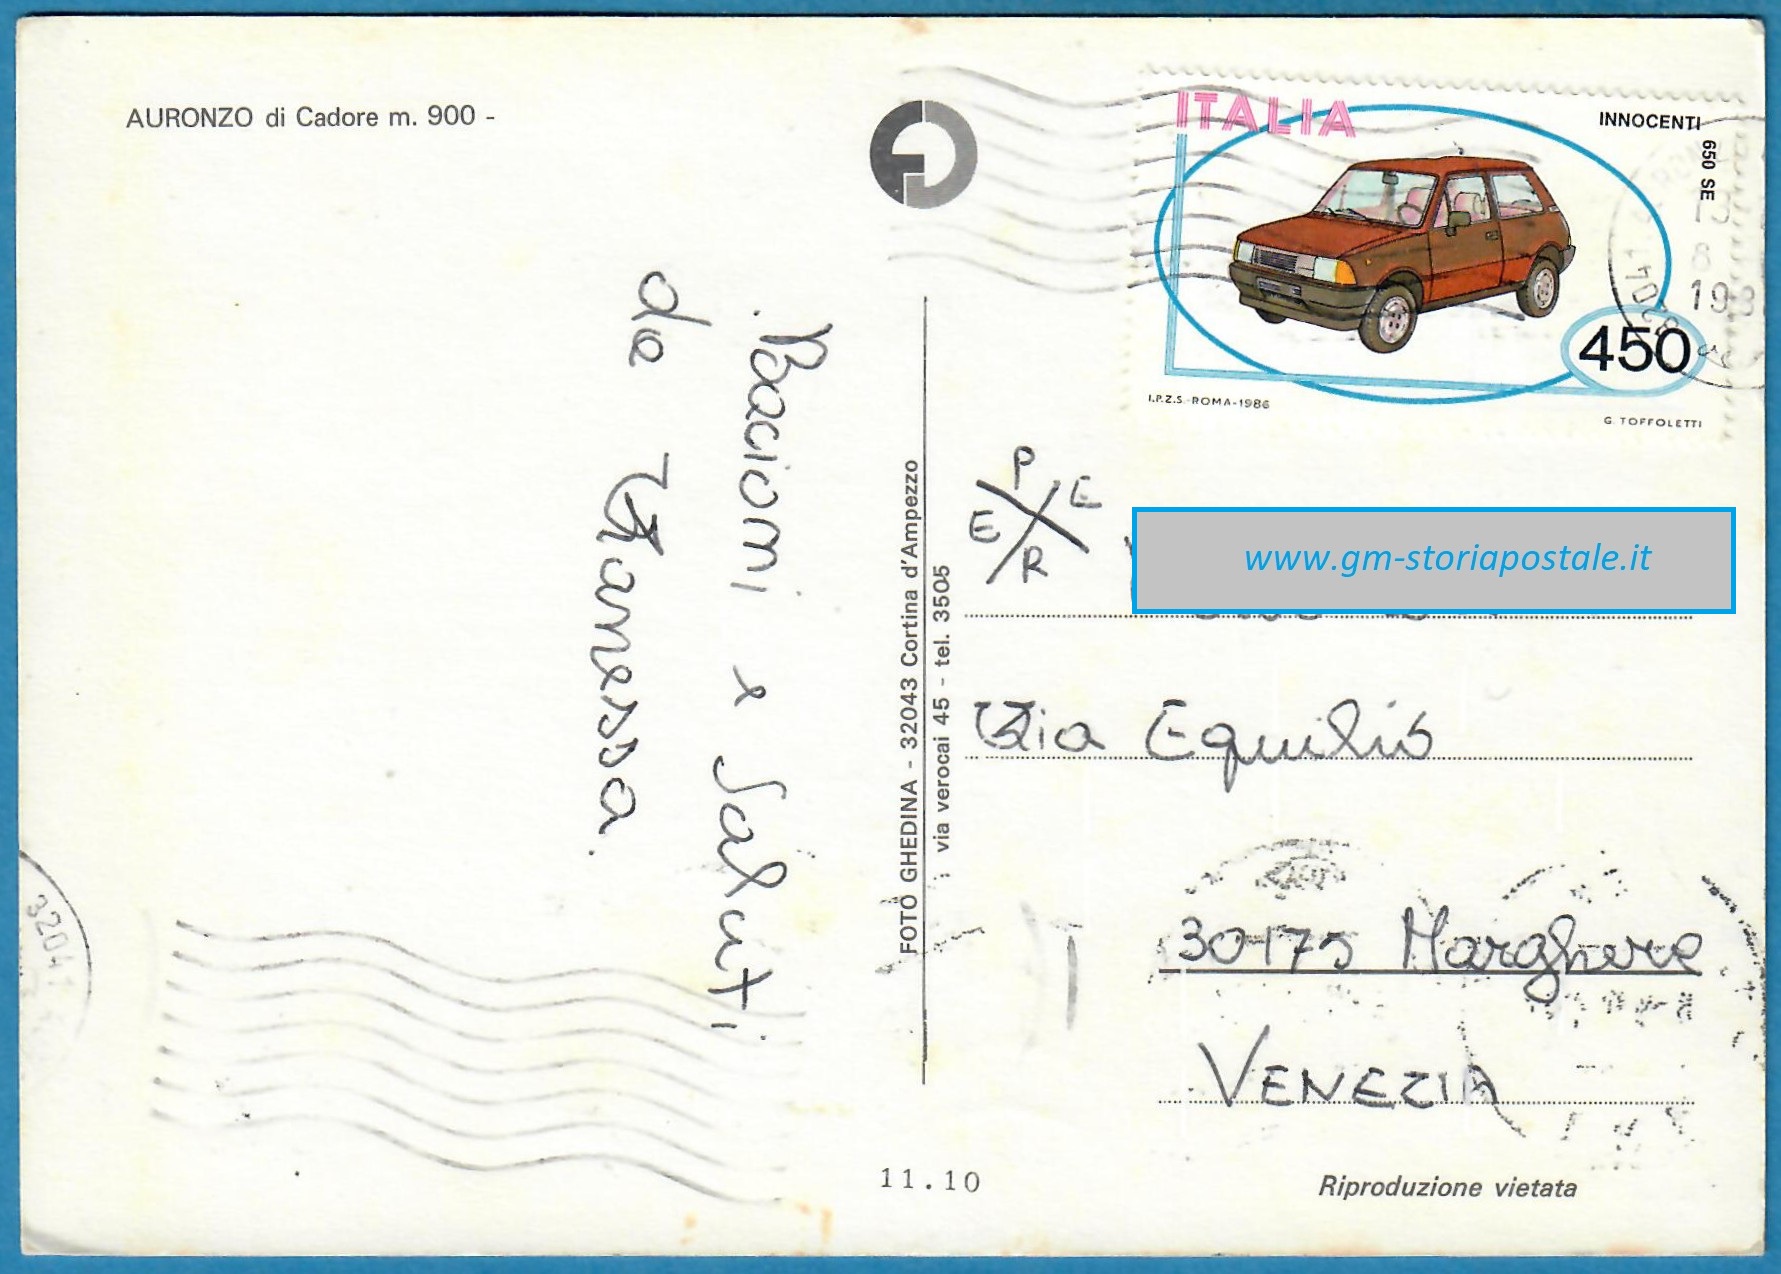 AURONZO di Cadore m. 900 -
Bacioni e Saluti
da Vanessa.
FOTO GHEDINA - 32043 Cortina d'Ampezzo
via verocai 45 - tel. 3505
ITALIA
INNOCENTI
650 SE
450
I.P.Z.S.-ROMA-1986
G. TOFFOLETTI
32041
P
E E
R
www.gm-storiapostale.it
Via Equilio
30175 Marghera
VENEZIA
32041
11.10
Riproduzione vietata